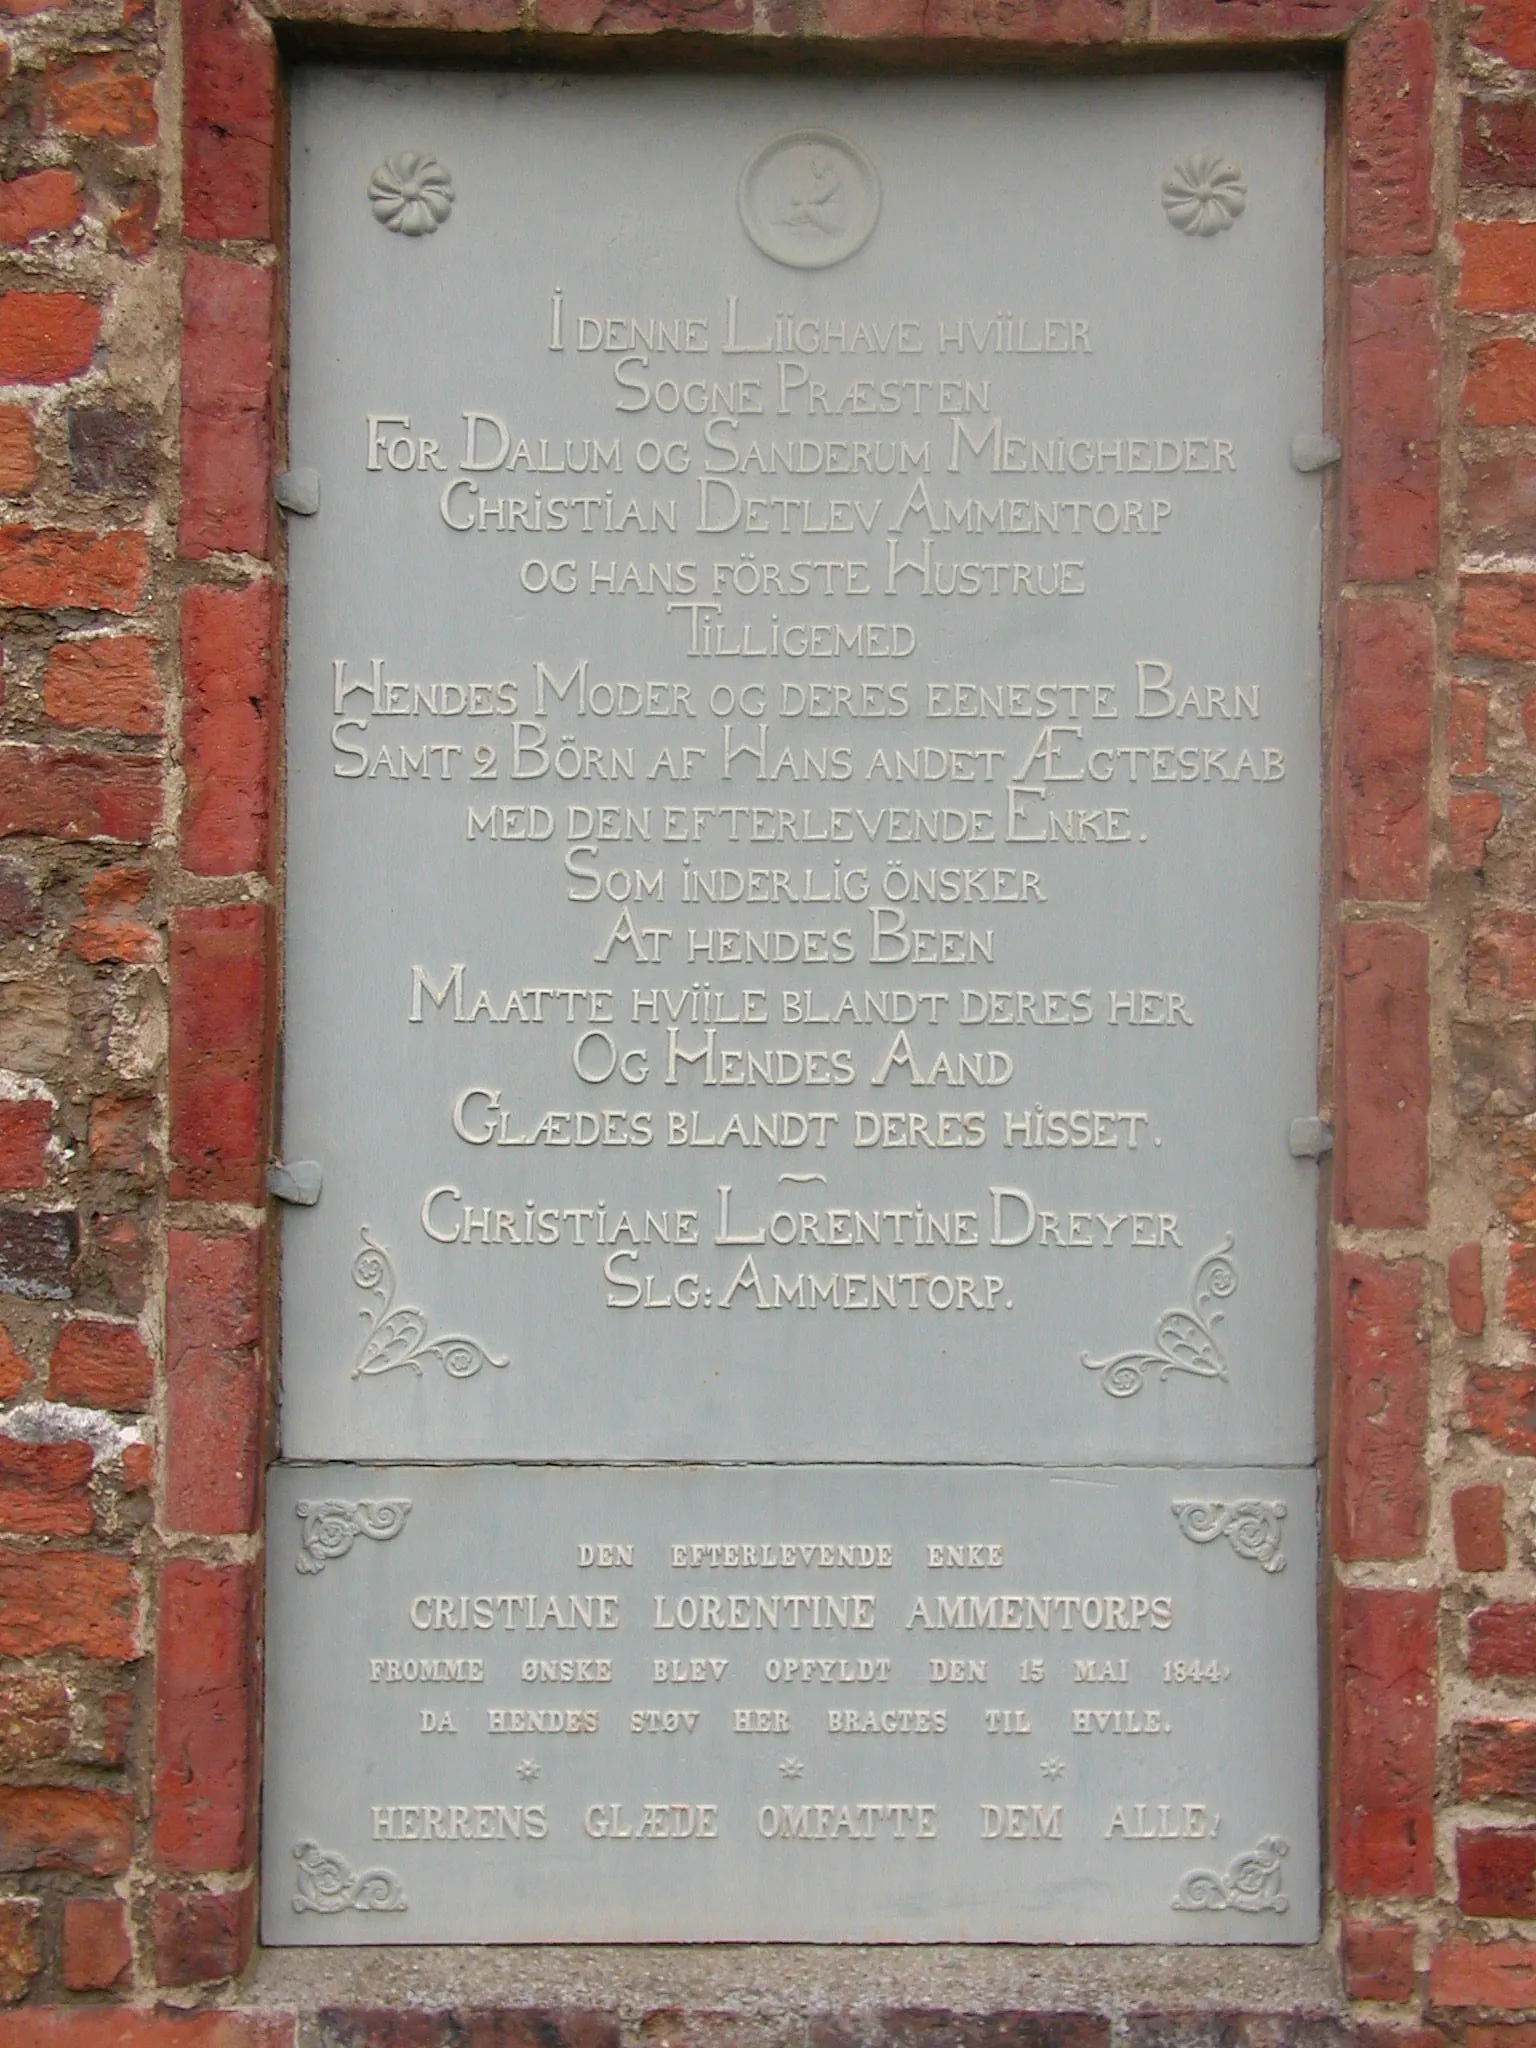 I DENNE LIIGHAVE HVIILER
SOGNE PRÆSTEN
FOR DALUM OG SANDERUM MENIGHEDER
CHRISTIAN DETLEV AMMENTORP
OG HANS FÖRSTE HUSTRUE
TILLIGEMED
HENDES MODER OG DERES EENESTE BARN
SAMT 2 BÖRN AF HANS ANDET ÆGTESKAB
MED DEN EFTERLEVENDE ENKE.
SOM INDERLIG ÖNSKER
AT HENDES BEEN
MAATTE HVIILE BLANDT DERES HER
OG HENDES AAND
GLÆDES BLANDT DERES HISSET.
CHRISTIANE LORENTINE DREYER
SLG: AMMENTORP.
DEN EFTERLEVENDE ENKE
CRISTIANE LORENTINE AMMENTORPS
FROMME ØNSKE BLEV OPFYLDT DEN 15 MAI 1844,
DA HENDES STØV HER BRAGTES TIL HVILE.
HERRENS GLÆDE OMFATTE DEM ALLE!